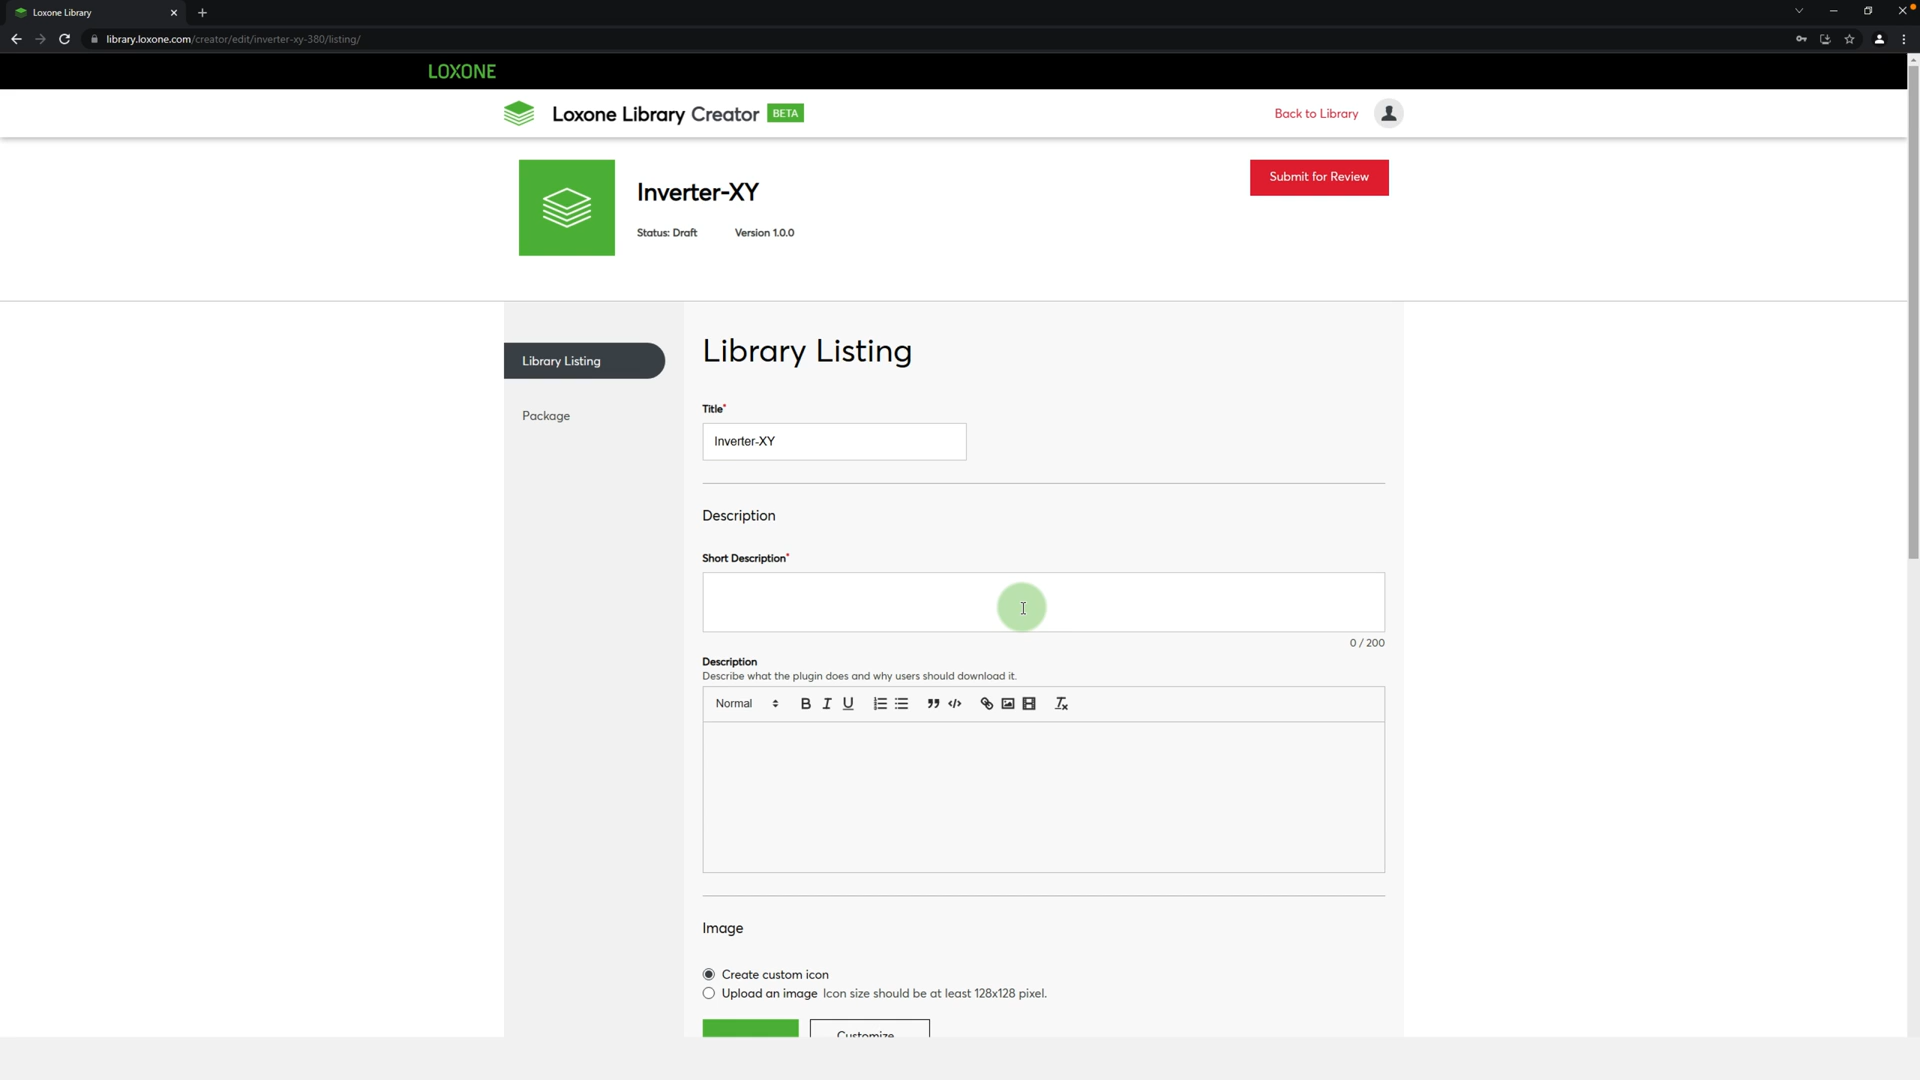 Loxone Library
library.loxone.com/creator/edit/inverter-xy-380/listing/
LOXONE
Loxone Library Creator BETA
Back to Library
Inverter-XY
Submit for Review
Status: Draft Version 1.0.0
Library Listing
Package
Library Listing
Title*
Inverter-XY
Description
Short Description*
0 / 200
Description
Describe what the plugin does and why users should download it.
Normal
Image
Create custom icon
Upload an image Icon size should be at least 128x128 pixel.
Customize